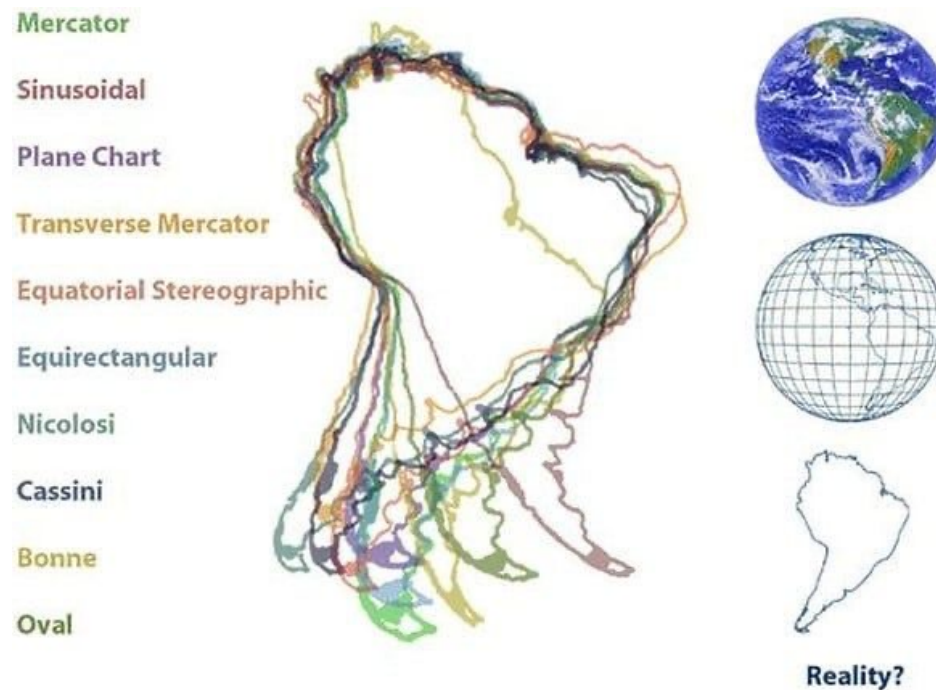 Mercator
Sinusoidal
Plane Chart
Transverse Mercator
Equatorial Stereographic
Equirectangular
Nicolosi
Cassini
Bonne
Oval
Reality?